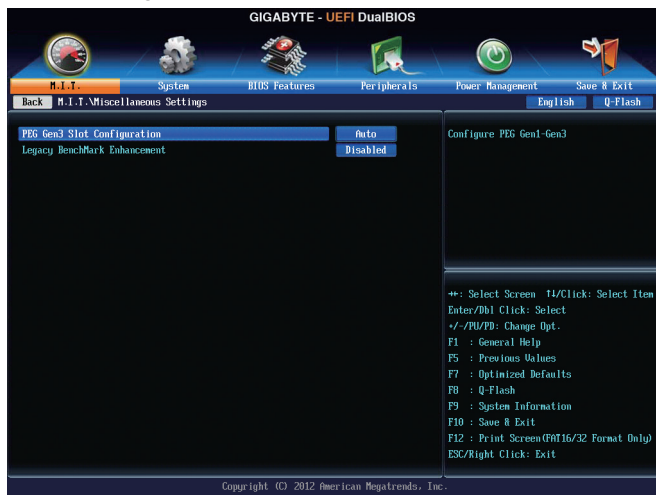 GIGABYTE - UEFI DualBIOS
M.I.T.
System
BIOS Features
Peripherals
Power Management
Save & Exit
Back M.I.T.\Miscellaneous Settings
English
Q-Flash
PEG Gen3 Slot Configuration Auto
Legacy BenchMark Enhancement Disabled
Configure PEG Gen1-Gen3
→←: Select Screen ↑↓/Click: Select Item
Enter/Dbl Click: Select
+/-/PU/PD: Change Opt.
F1 : General Help
F5 : Previous Values
F7 : Optimized Defaults
F8 : Q-Flash
F9 : System Information
F10 : Save & Exit
F12 : Print Screen(FAT16/32 Format Only)
ESC/Right Click: Exit
Copyright (C) 2012 American Megatrends, Inc.